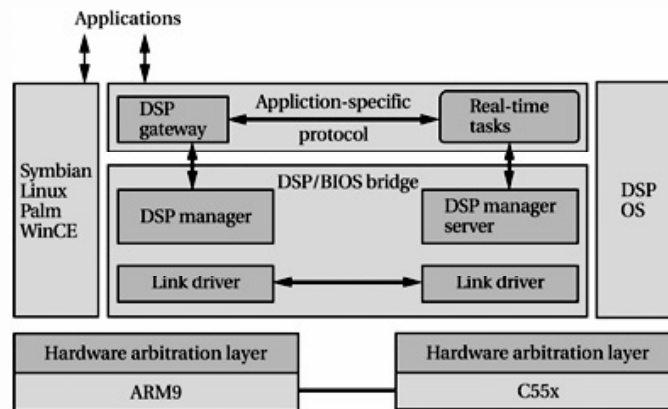 Applications
Symbian
Linux
Palm
WinCE
DSP
gateway
Appliction-specific
protocol
Real-time
tasks
DSP/BIOS bridge
DSP manager
DSP manager
server
Link driver
Link driver
DSP
OS
Hardware arbitration layer
ARM9
Hardware arbitration layer
C55x